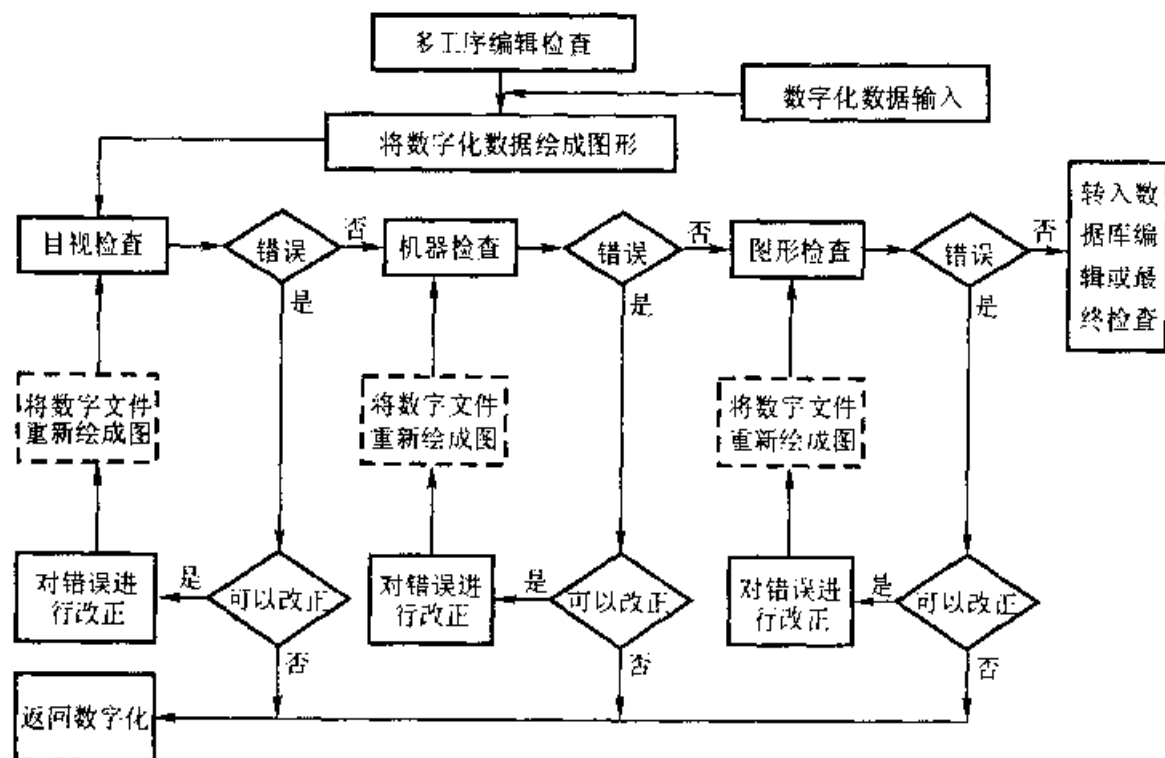 多工序编辑检查
数字化数据输入
将数字化数据绘成图形
目视检查
错误
否
机器检查
错误
否
图形检查
错误
否
转入数
据库编
辑或最
终检查
是
是
是
将数字文件
重新绘成图
将数字文件
重新绘成图
将数字文件
重新绘成图
对错误进
行改正
是
可以改正
对错误进
行改正
是
可以改正
对错误进
行改正
是
可以改正
否
否
否
返回数字化